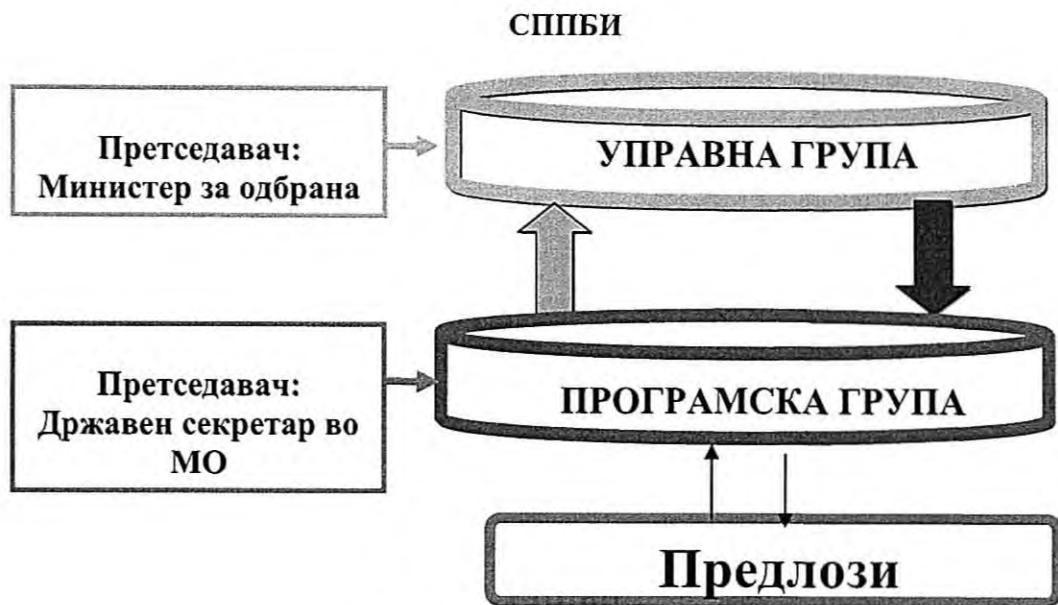 СППБИ
Претседавач:
Министер за одбрана
УПРАВНА ГРУПА
Претседавач:
Државен секретар во
МО
ПРОГРАМСКА ГРУПА
Предлози